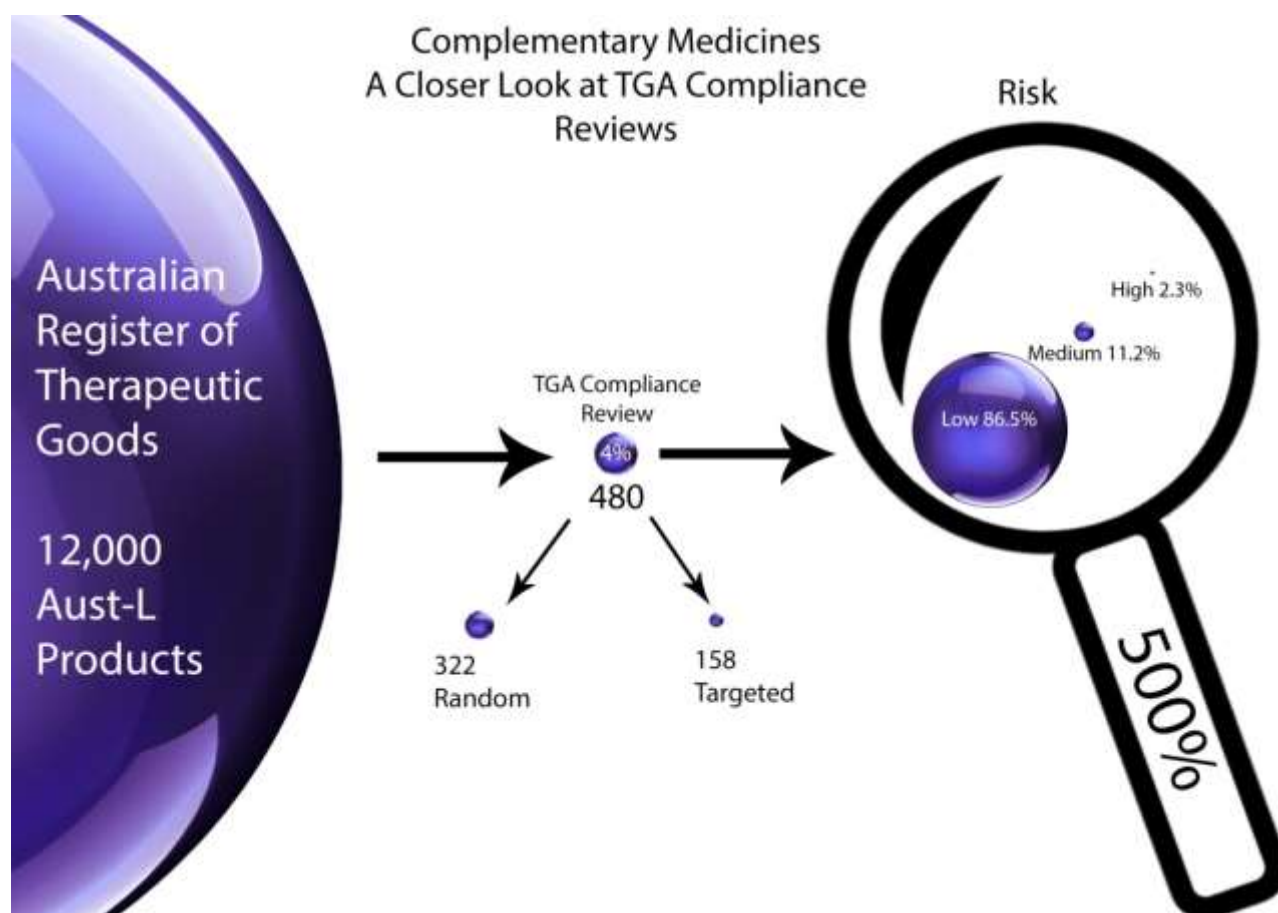 Complementary Medicines
A Closer Look at TGA Compliance
Reviews
Australian
Register of
Therapeutic
Goods
12,000
Aust-L
Products
TGA Compliance
Review
4%
480
322
Random
158
Targeted
Risk
High 2.3%
Medium 11.2%
Low 86.5%
500%